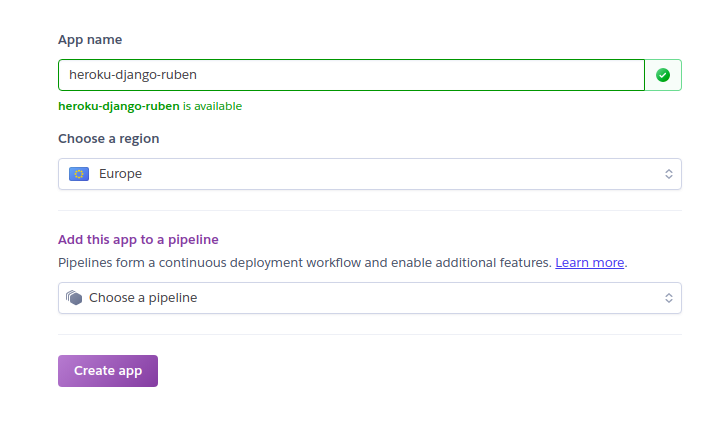 App name
heroku-django-ruben
heroku-django-ruben is available
Choose a region
Europe
Add this app to a pipeline
Pipelines form a continuous deployment workflow and enable additional features. Learn more.
Choose a pipeline
Create app